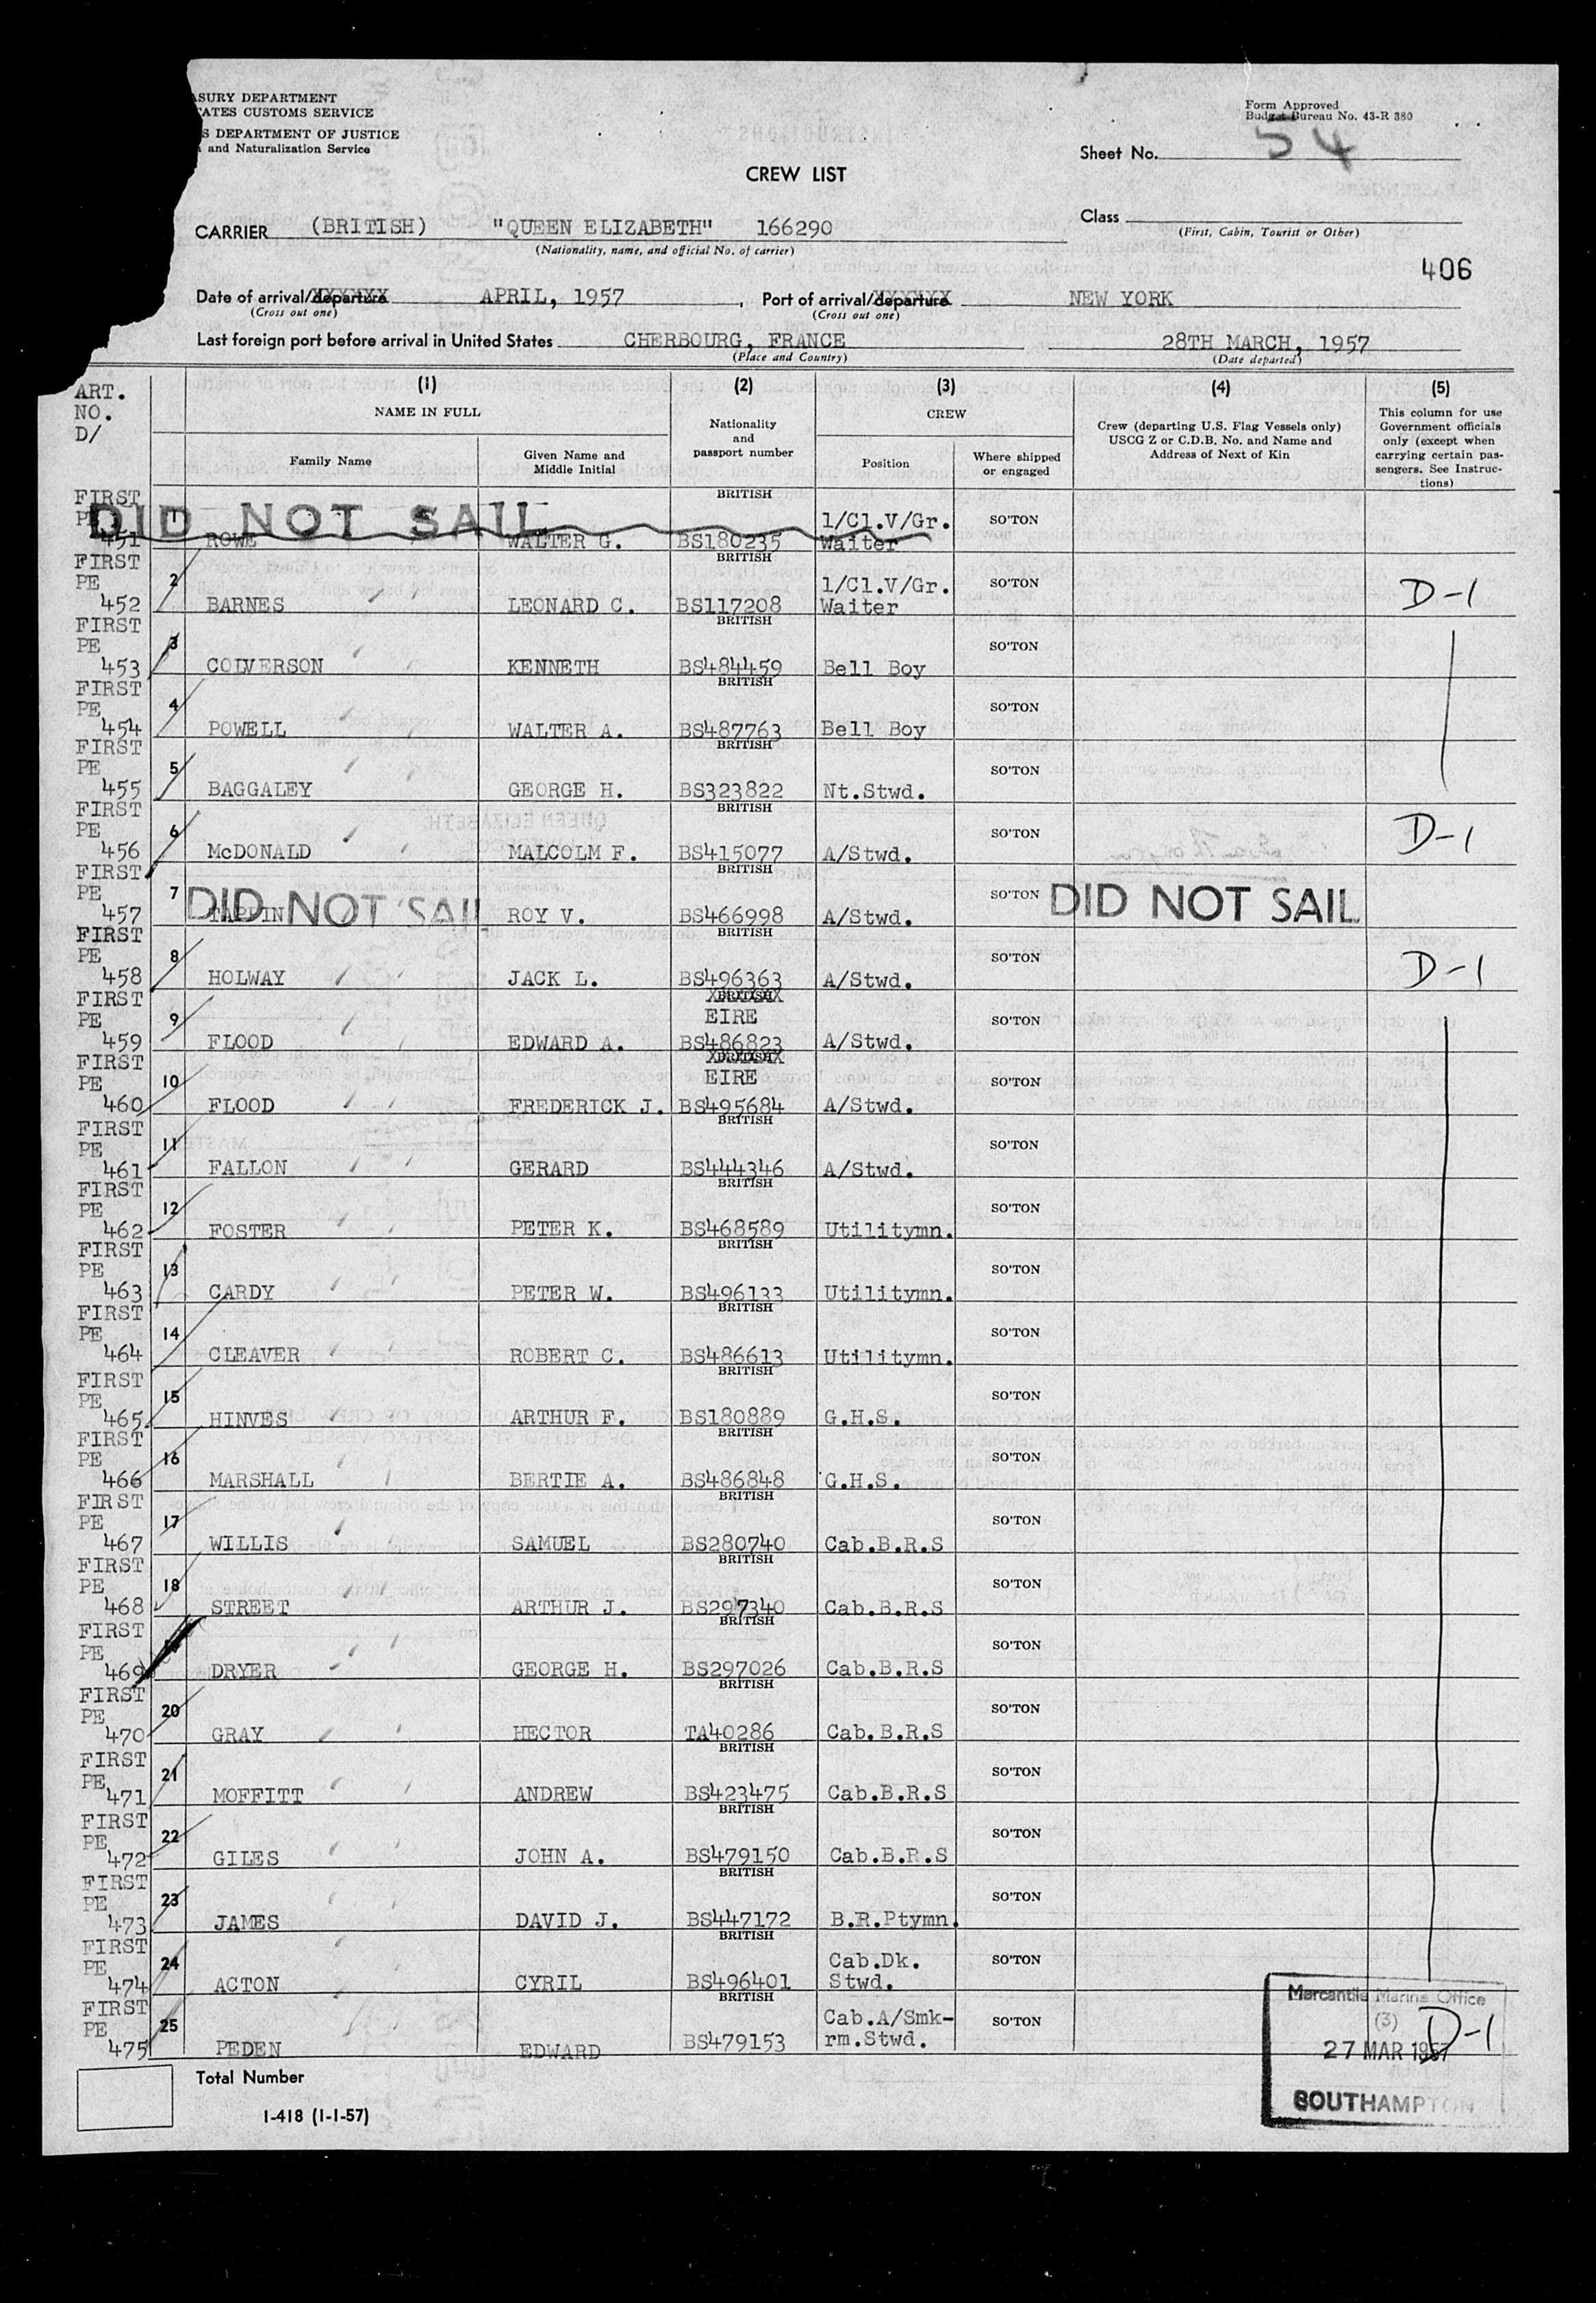 ASURY DEPARTMENT
TATES CUSTOMS SERVICE
S DEPARTMENT OF JUSTICE
and Naturalization Service
Form Approved
Budget Bureau No. 43-R 380
Sheet No. 54
CREW LIST
Class
(First, Cabin, Tourist or Other)
CARRIER (BRITISH) "QUEEN ELIZABETH" 166290
(Nationality, name, and official No. of carrier)
406
Date of arrival/departure APRIL, 1957, Port of arrival/departure NEW YORK
(Cross out one) (Cross out one)
Last foreign port before arrival in United States CHERBOURG, FRANCE 28TH MARCH, 1957
(Place and Country) (Date departed)
ART. NO. D/
(1) NAME IN FULL
Family Name
Given Name and Middle Initial
(2) Nationality and passport number
(3) CREW
Position
Where shipped or engaged
(4) Crew (departing U.S. Flag Vessels only) USCG Z or C.D.B. No. and Name and Address of Next of Kin
(5) This column for use Government officials only (except when carrying certain passengers. See Instructions)
DID NOT SAIL
FIRST PE 451 1 ROWE WALTER G. BRITISH BS180235 1/Cl.V/Gr. Waiter SO'TON
FIRST PE 452 2 BARNES LEONARD C. BRITISH BS117208 1/Cl.V/Gr. Waiter SO'TON D-1
FIRST PE 453 3 COLVERSON KENNETH BRITISH BS484459 Bell Boy SO'TON
FIRST PE 454 4 POWELL WALTER A. BRITISH BS487763 Bell Boy SO'TON
FIRST PE 455 5 BAGGALEY GEORGE H. BRITISH BS323822 Nt.Stwd. SO'TON
FIRST PE 456 6 McDONALD MALCOLM F. BRITISH BS415077 A/Stwd. SO'TON D-1
FIRST PE 457 7 DID NOT SAIL ROY V. BRITISH BS466998 A/Stwd. SO'TON DID NOT SAIL
FIRST PE 458 8 HOLWAY JACK L. BRITISH BS496363 A/Stwd. SO'TON D-1
FIRST PE 459 9 FLOOD EDWARD A. BRITISH EIRE BS486823 A/Stwd. SO'TON
FIRST PE 460 10 FLOOD FREDERICK J. BRITISH EIRE BS495684 A/Stwd. SO'TON
FIRST PE 461 11 FALLON GERARD BRITISH BS444346 A/Stwd. SO'TON
FIRST PE 462 12 FOSTER PETER K. BRITISH BS468589 Utilitymn. SO'TON
FIRST PE 463 13 CARDY PETER W. BRITISH BS496133 Utilitymn. SO'TON
FIRST PE 464 14 CLEAVER ROBERT C. BRITISH BS486613 Utilitymn. SO'TON
FIRST PE 465 15 HINVES ARTHUR F. BRITISH BS180889 G.H.S. SO'TON
FIRST PE 466 16 MARSHALL BERTIE A. BRITISH BS486848 G.H.S. SO'TON
FIRST PE 467 17 WILLIS SAMUEL BRITISH BS280740 Cab.B.R.S SO'TON
FIRST PE 468 18 STREET ARTHUR J. BRITISH BS297340 Cab.B.R.S SO'TON
FIRST PE 469 DRYER GEORGE H. BRITISH BS297026 Cab.B.R.S SO'TON
FIRST PE 470 20 GRAY HECTOR BRITISH TA40286 Cab.B.R.S SO'TON
FIRST PE 471 21 MOFFITT ANDREW BRITISH BS423475 Cab.B.R.S SO'TON
FIRST PE 472 22 GILES JOHN A. BRITISH BS479150 Cab.B.R.S SO'TON
FIRST PE 473 23 JAMES DAVID J. BRITISH BS447172 B.R.Ptymn. SO'TON
FIRST PE 474 24 ACTON CYRIL BRITISH BS496401 Cab.Dk. Stwd. SO'TON
FIRST PE 475 25 PEDEN EDWARD BRITISH BS479153 Cab.A/Smk-rm.Stwd. SO'TON D-1
Mercantile Marine Office
(3)
27 MAR 1957
SOUTHAMPTON
Total Number
I-418 (1-1-57)